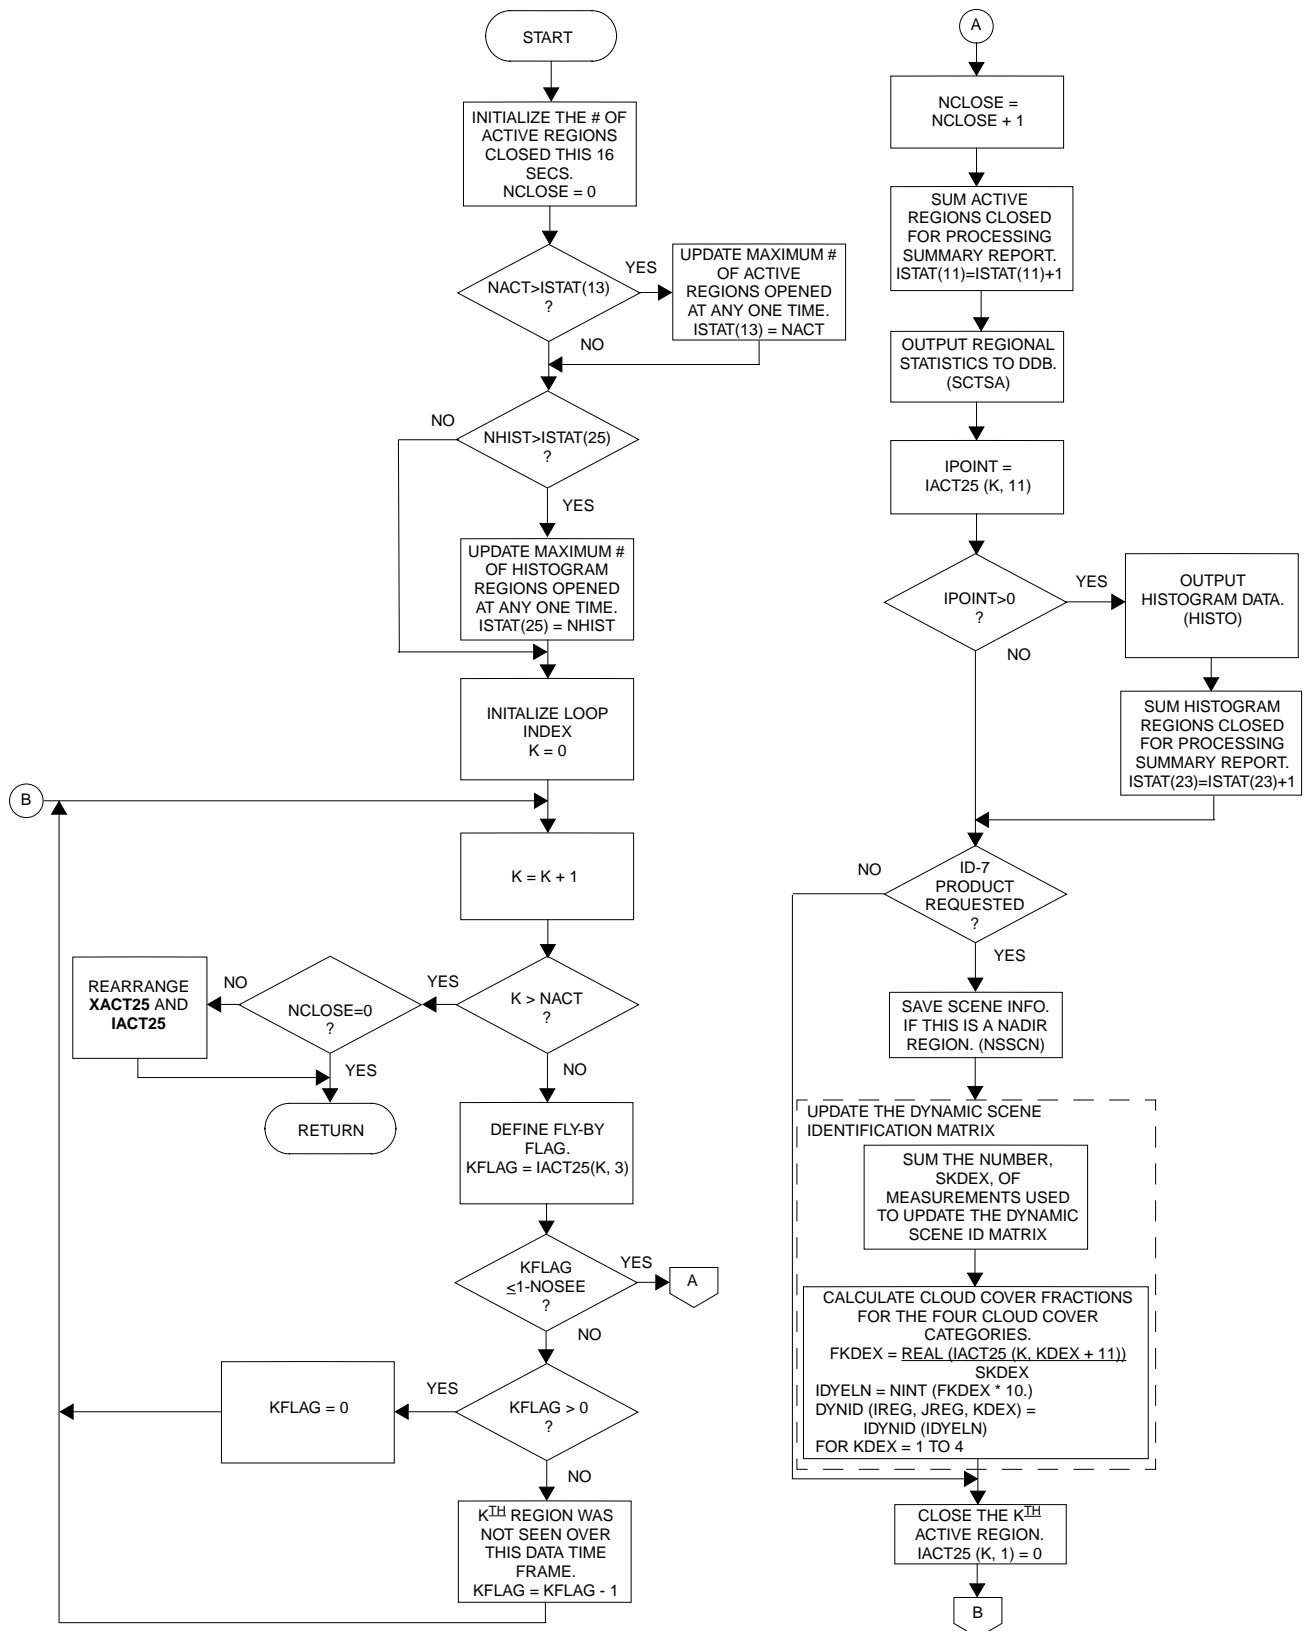 START
INITIALIZE THE # OF
ACTIVE REGIONS
CLOSED THIS 16
SECS.
NCLOSE = 0
NACT>ISTAT(13)
?
YES
UPDATE MAXIMUM #
OF ACTIVE
REGIONS OPENED
AT ANY ONE TIME.
ISTAT(13) = NACT
NO
NHIST>ISTAT(25)
?
NO
YES
UPDATE MAXIMUM #
OF HISTOGRAM
REGIONS OPENED
AT ANY ONE TIME.
ISTAT(25) = NHIST
INITALIZE LOOP
INDEX
K = 0
B
K = K + 1
K > NACT
?
YES
NCLOSE=0
?
NO
REARRANGE
XACT25 AND
IACT25
YES
RETURN
NO
DEFINE FLY-BY
FLAG.
KFLAG = IACT25(K, 3)
KFLAG
≤1-NOSEE
?
YES
A
NO
KFLAG > 0
?
YES
KFLAG = 0
NO
KTH REGION WAS
NOT SEEN OVER
THIS DATA TIME
FRAME.
KFLAG = KFLAG - 1
A
NCLOSE =
NCLOSE + 1
SUM ACTIVE
REGIONS CLOSED
FOR PROCESSING
SUMMARY REPORT.
ISTAT(11)=ISTAT(11)+1
OUTPUT REGIONAL
STATISTICS TO DDB.
(SCTSA)
IPOINT =
IACT25 (K, 11)
IPOINT>0
?
YES
OUTPUT
HISTOGRAM DATA.
(HISTO)
NO
SUM HISTOGRAM
REGIONS CLOSED
FOR PROCESSING
SUMMARY REPORT.
ISTAT(23)=ISTAT(23)+1
ID-7
PRODUCT
REQUESTED
?
NO
YES
SAVE SCENE INFO.
IF THIS IS A NADIR
REGION. (NSSCN)
UPDATE THE DYNAMIC SCENE
IDENTIFICATION MATRIX
SUM THE NUMBER,
SKDEX, OF
MEASUREMENTS USED
TO UPDATE THE DYNAMIC
SCENE ID MATRIX
CALCULATE CLOUD COVER FRACTIONS
FOR THE FOUR CLOUD COVER
CATEGORIES.
FKDEX = REAL (IACT25 (K, KDEX + 11))
SKDEX
IDYELN = NINT (FKDEX * 10.)
DYNID (IREG, JREG, KDEX) =
IDYNID (IDYELN)
FOR KDEX = 1 TO 4
CLOSE THE KTH
ACTIVE REGION.
IACT25 (K, 1) = 0
B